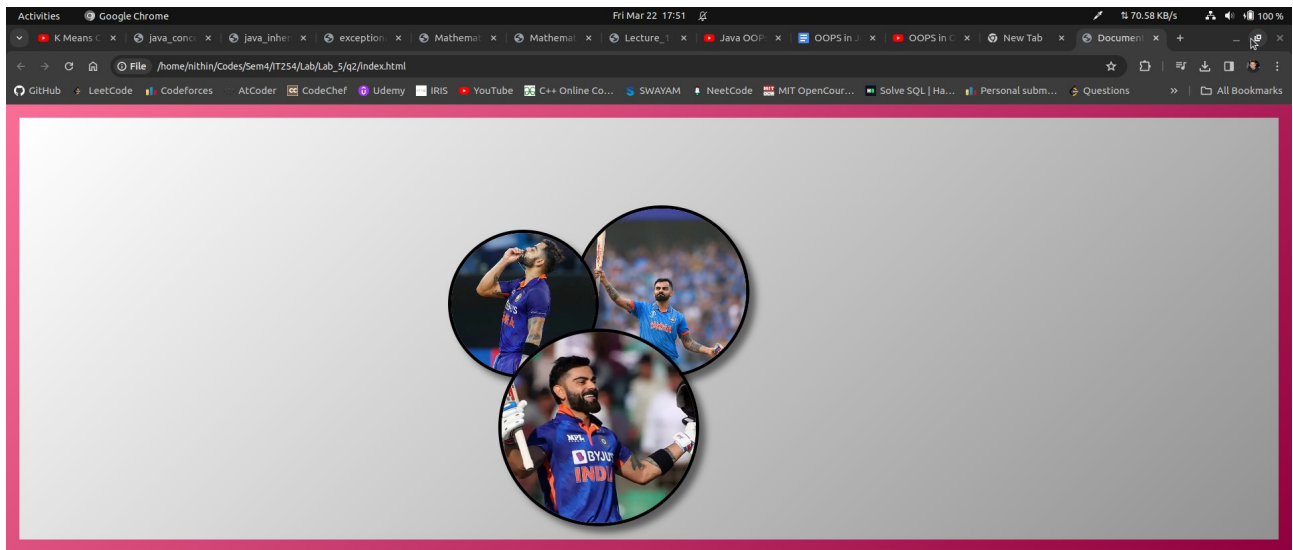 Activities Google Chrome Fri Mar 22 17:51 70.58 KB/s 100 %
K Means C java_conce java_inher exception Mathemat Mathemat Lecture_1 Java OOP OOPS in J OOPS in C New Tab Document
File /home/nithin/Codes/Sem4/IT254/Lab/Lab_5/q2/index.html
GitHub LeetCode Codeforces AtCoder CodeChef Udemy IRIS YouTube C++ Online Co... SWAYAM NeetCode MIT OpenCour... Solve SQL | Ha... Personal subm... Questions » All Bookmarks
INDIA
MPL
BYJU'
INDI